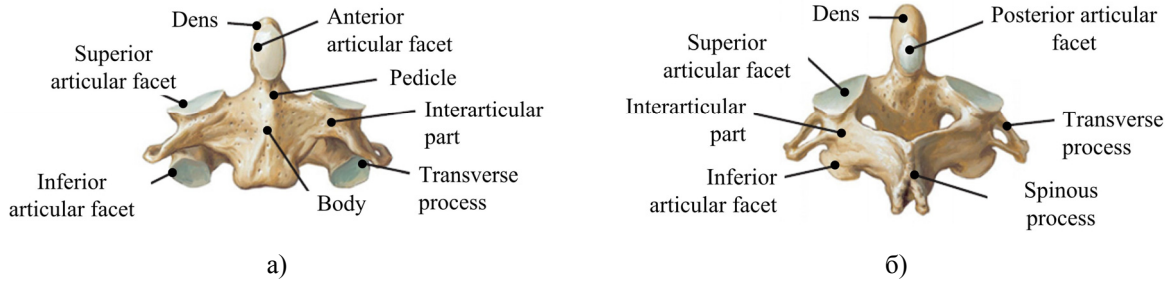 Dens
Anterior
articular facet
Superior
articular facet
Pedicle
Interarticular
part
Inferior
articular facet
Transverse
process
Body
а)
Dens
Posterior articular
facet
Superior
articular facet
Interarticular
part
Transverse
process
Inferior
articular facet
Spinous
process
б)